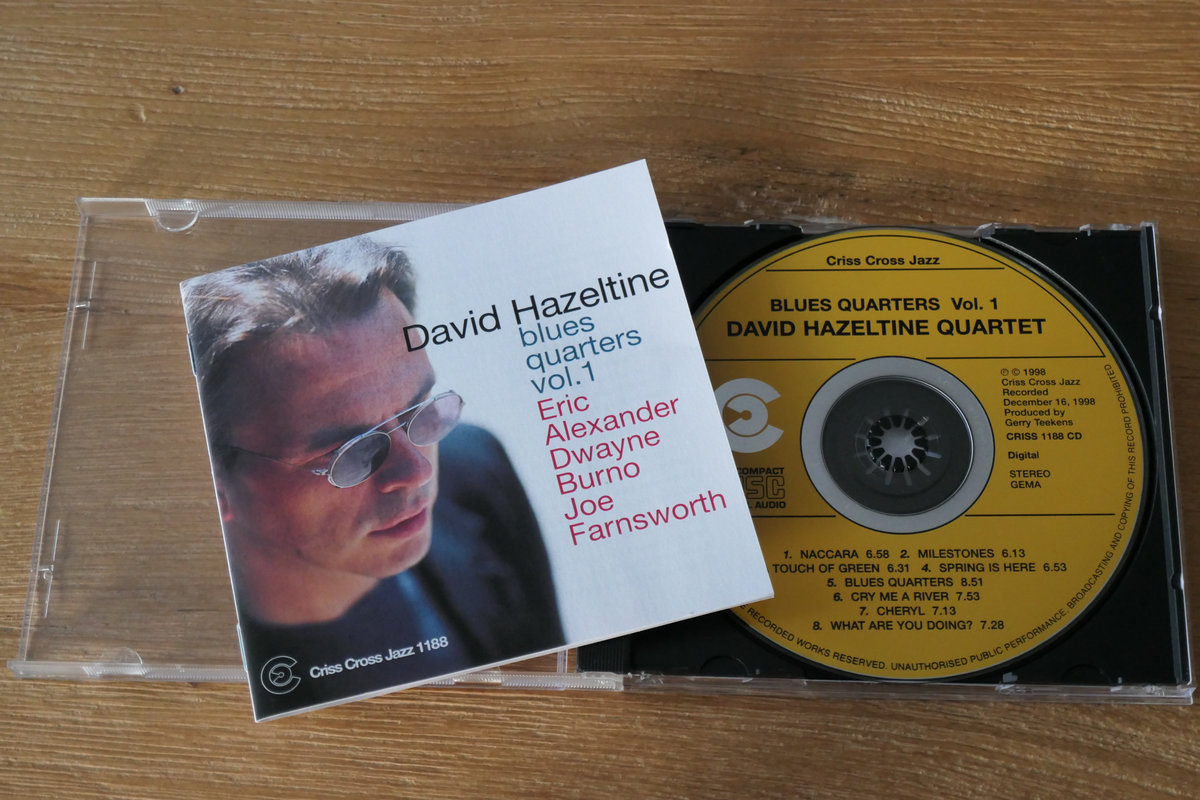 David Hazeltine
blues
quarters
vol.1
Eric
Alexander
Dwayne
Burno
Joe
Farnsworth
Criss Cross Jazz 1188
Criss Cross Jazz
BLUES QUARTERS Vol. 1
DAVID HAZELTINE QUARTET
℗ © 1998
Criss Cross Jazz
Recorded
December 16, 1998
Produced by
Gerry Teekens
CRISS 1188 CD
Digital
STEREO
GEMA
COMPACT
AUDIO
1. NACCARA 6.58 2. MILESTONES 6.13
TOUCH OF GREEN 6.31 4. SPRING IS HERE 6.53
5. BLUES QUARTERS 8.51
6. CRY ME A RIVER 7.53
7. CHERYL 7.13
8. WHAT ARE YOU DOING? 7.28
RECORDED WORKS RESERVED. UNAUTHORISED PUBLIC PERFORMANCE, BROADCASTING AND COPYING OF THIS RECORD PROHIBITED